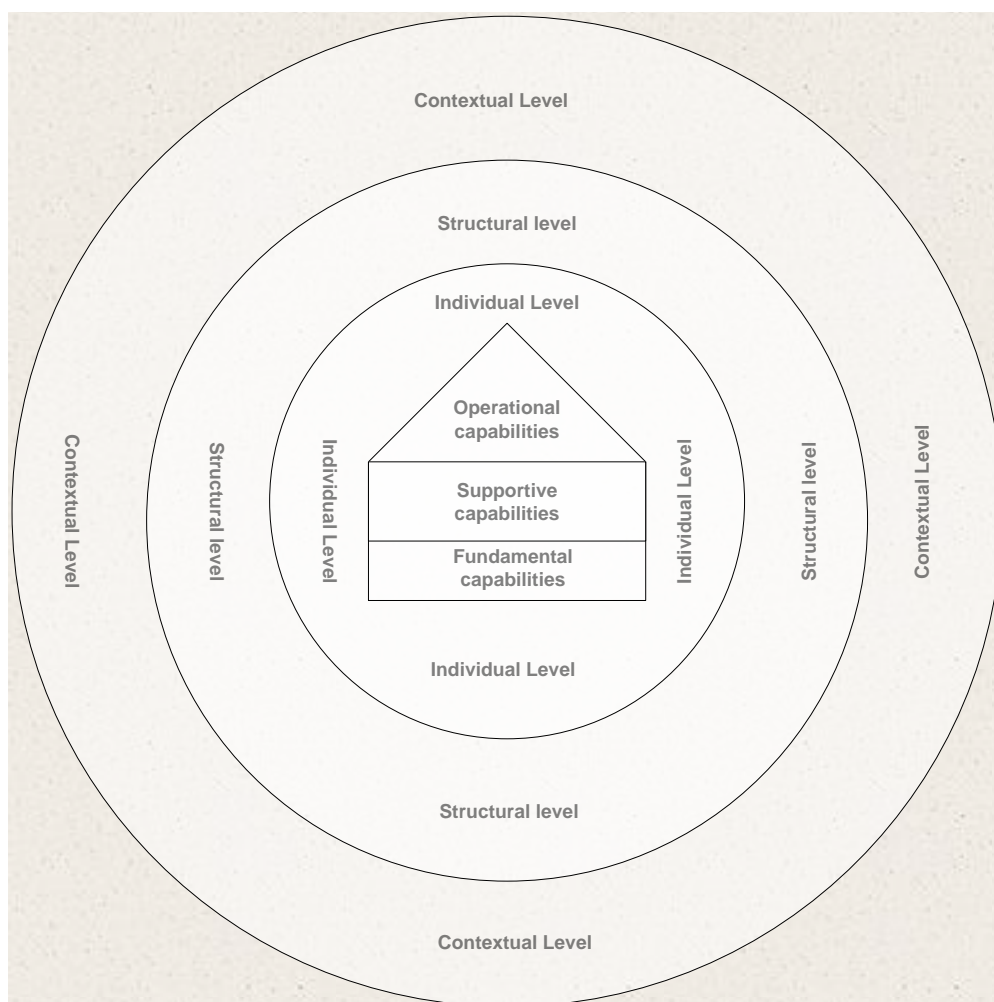 Contextual Level
Structural level
Individual Level
Operational
capabilities
Contextual Level
Structural level
Individual Level
Supportive
capabilities
Individual Level
Structural level
Contextual Level
Fundamental
capabilities
Individual Level
Structural level
Contextual Level